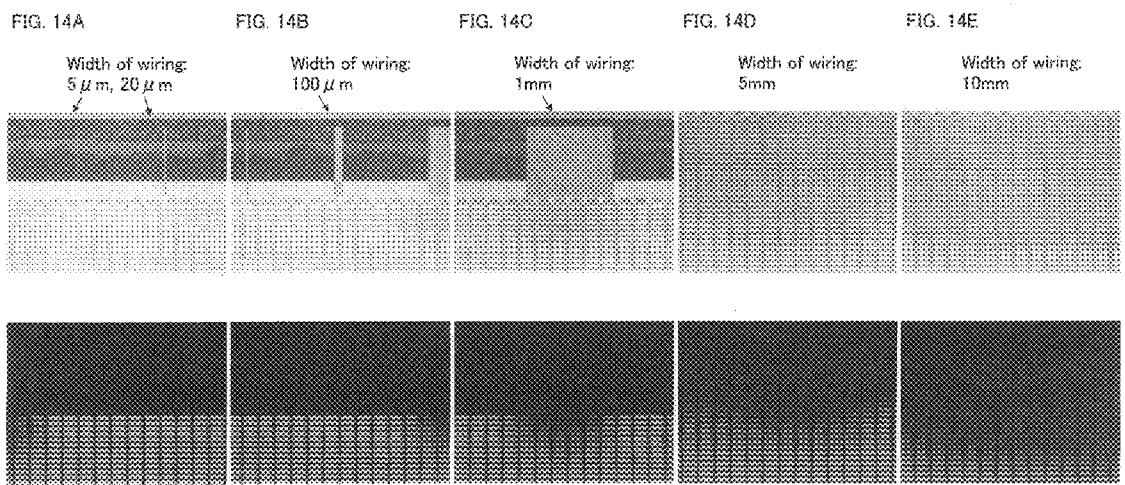 FIG. 14A FIG. 14B FIG. 14C FIG. 14D FIG. 14E
Width of wiring: Width of wiring: Width of wiring: Width of wiring: Width of wiring:
5 μm, 20 μm 100 μm 1mm 5mm 10mm